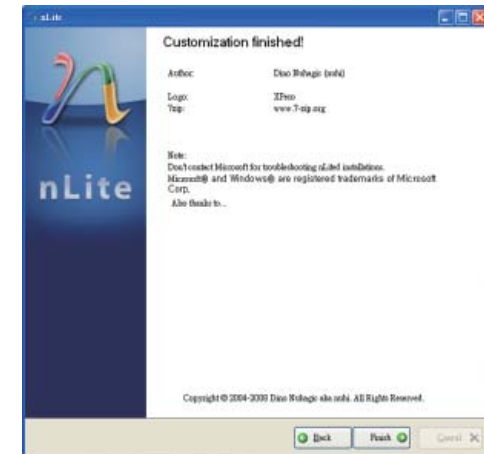 nLite
Customization finished!
Author: Dino Nuhagic (nuhi)
Logo: XPero
7zip: www.7-zip.org
Note:
Don't contact Microsoft for troubleshooting nLited installations.
Microsoft® and Windows® are registered trademarks of Microsoft
Corp.
Also thanks to...
nLite
Copyright © 2004-2008 Dino Nuhagic aka nuhi. All Rights Reserved.
Back Finish Cancel